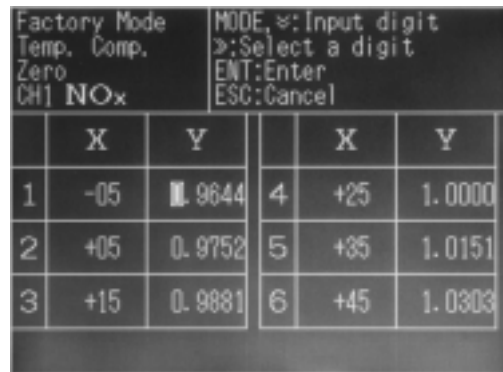 Factory Mode
Temp. Comp.
Zero
CH1 NOx
MODE,⩔:Input digit
»:Select a digit
ENT:Enter
ESC:Cancel
X Y X Y
1 -05 0.9644 4 +25 1.0000
2 +05 0.9752 5 +35 1.0151
3 +15 0.9881 6 +45 1.0303